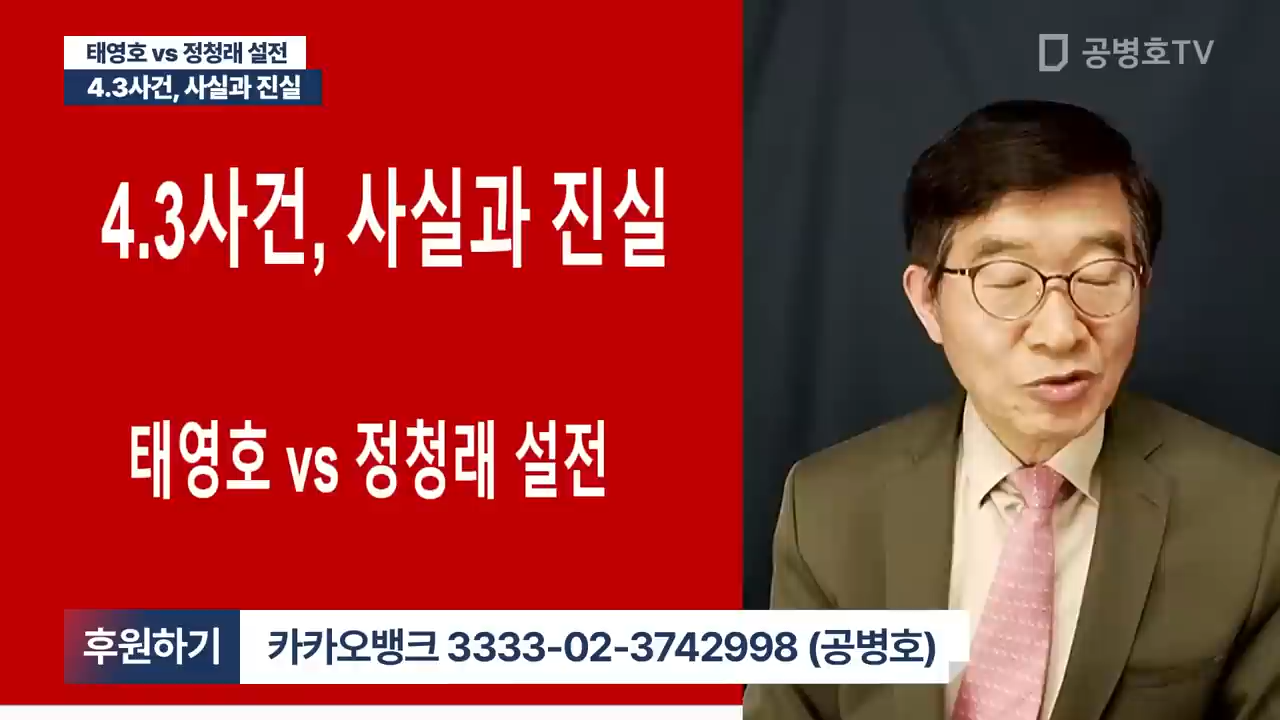 태영호 vs 정청래 설전
4.3사건, 사실과 진실
공병호TV
4.3사건, 사실과 진실
태영호 vs 정청래 설전
후원하기
카카오뱅크 3333-02-3742998 (공병호)